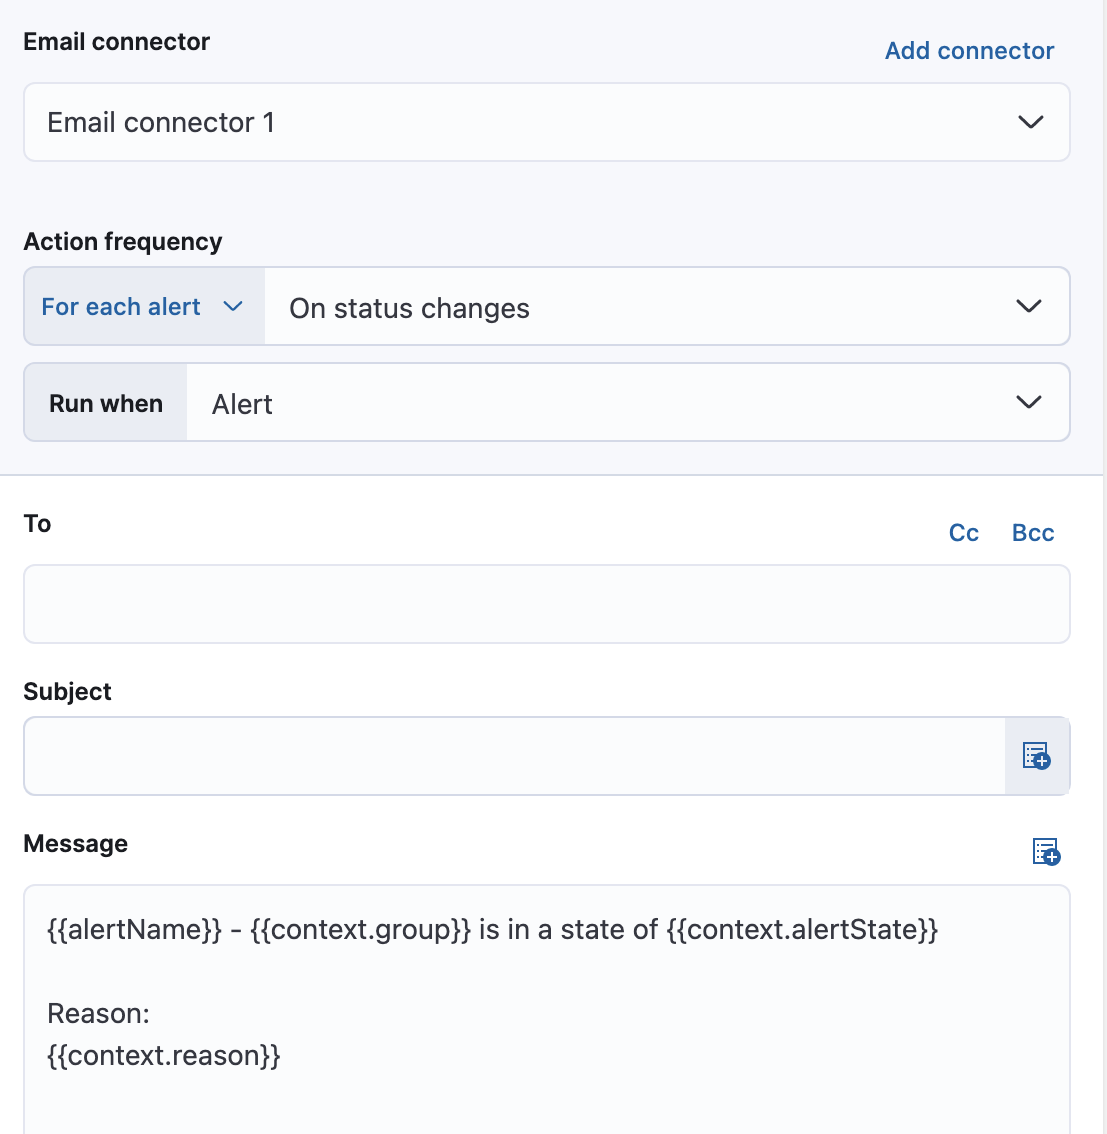 Email connector
Add connector
Email connector 1
Action frequency
For each alert
On status changes
Run when
Alert
To
Cc
Bcc
Subject
Message
{{alertName}} - {{context.group}} is in a state of {{context.alertState}}
Reason:
{{context.reason}}